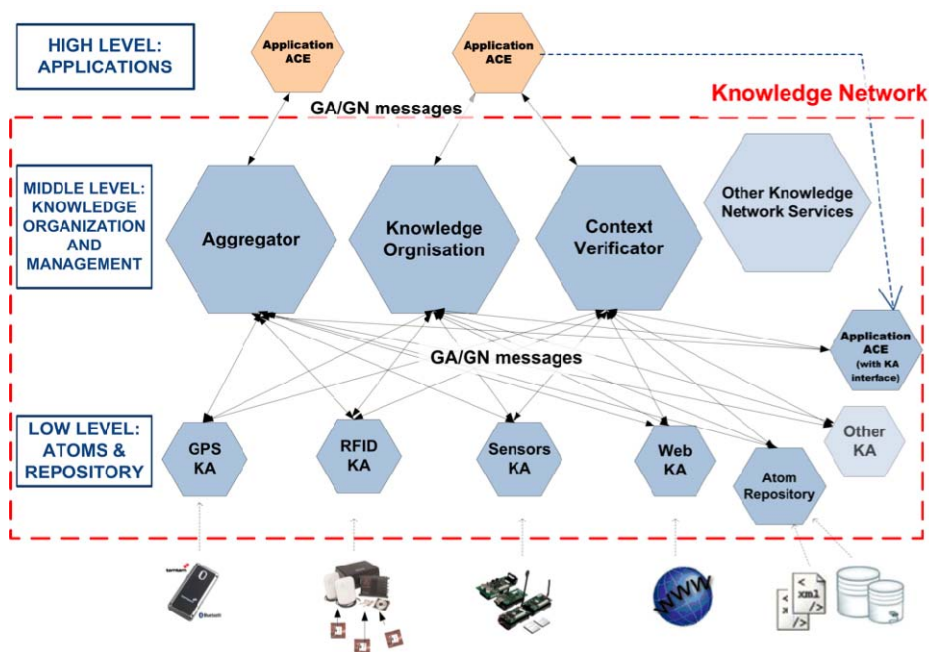 HIGH LEVEL:
APPLICATIONS
Application
ACE
Application
ACE
GA/GN messages
Knowledge Network
MIDDLE LEVEL:
KNOWLEDGE
ORGANIZATION
AND
MANAGEMENT
Aggregator
Knowledge
Orgnisation
Context
Verificator
Other Knowledge
Network Services
GA/GN messages
Application
ACE
(with KA
interface)
LOW LEVEL:
ATOMS &
REPOSITORY
GPS
KA
RFID
KA
Sensors
KA
Web
KA
Atom
Repository
Other
KA
Bluetooth
WWW
<
xml
/>
<
/>